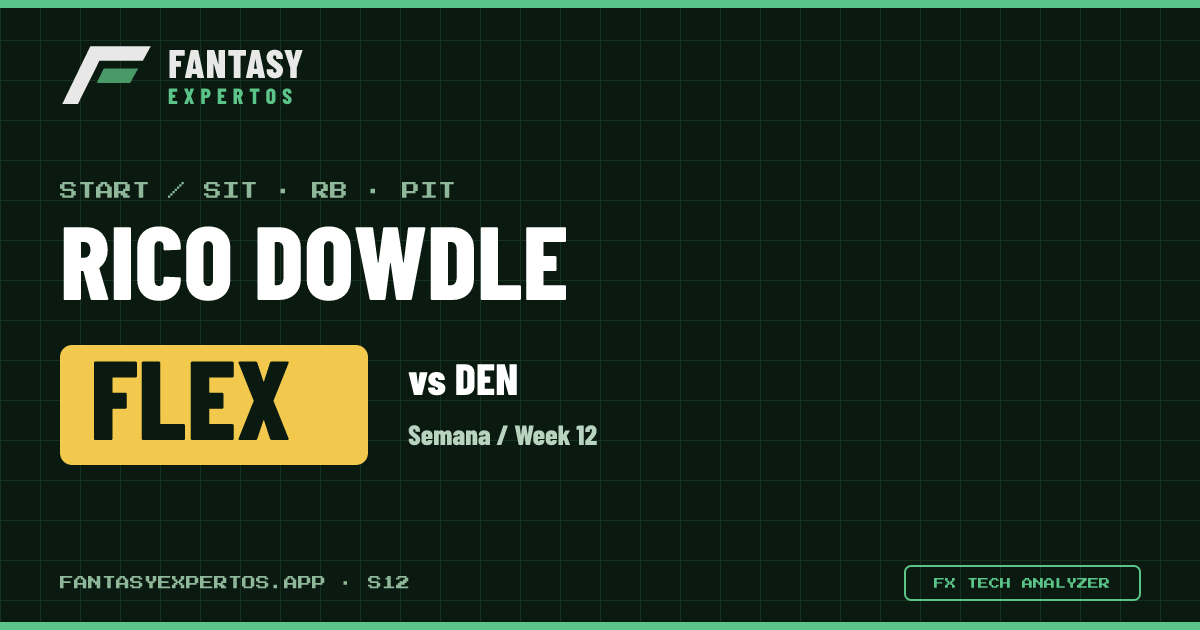 FANTASY
EXPERTOS
START / SIT · RB · PIT
RICO DOWDLE
FLEX
vs DEN
Semana / Week 12
FANTASYEXPERTOS.APP · S12
FX TECH ANALYZER